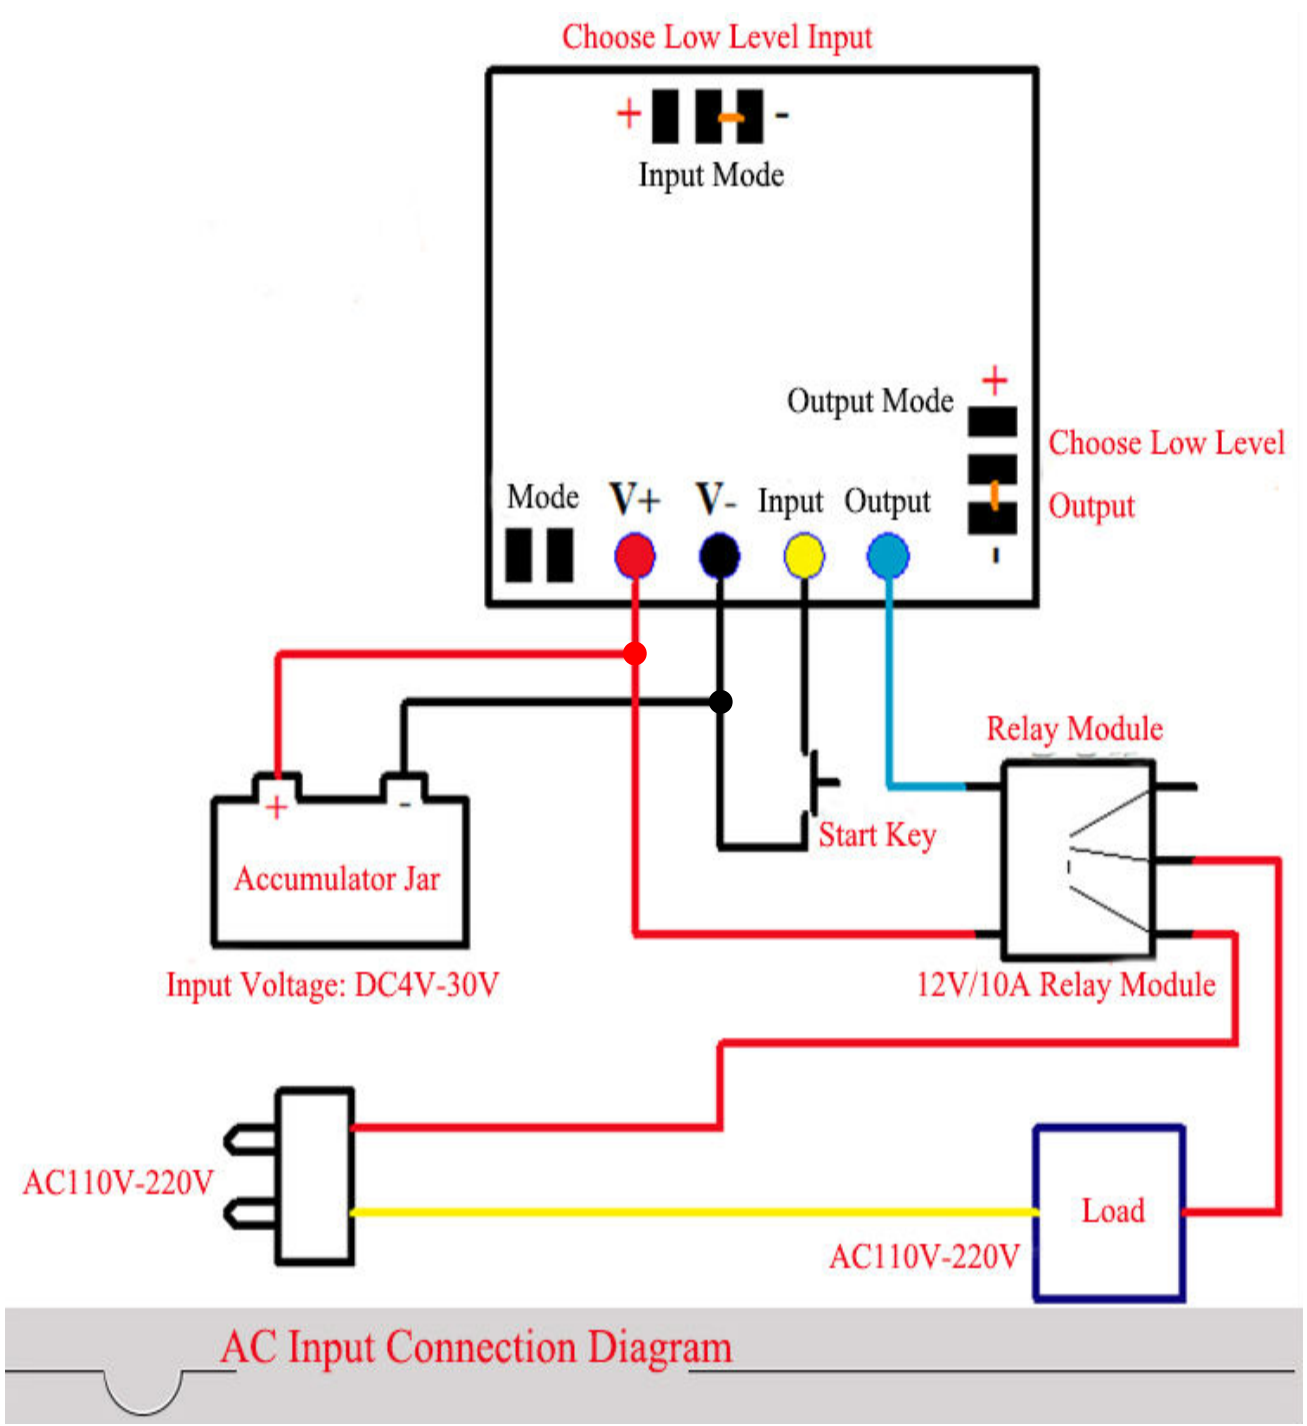 Choose Low Level Input
+ -
Input Mode
+
Output Mode
Choose Low Level
Output
-
Mode V+ V- Input Output
Relay Module
+ -
Start Key
Accumulator Jar
Input Voltage: DC4V-30V
12V/10A Relay Module
AC110V-220V
Load
AC110V-220V
AC Input Connection Diagram